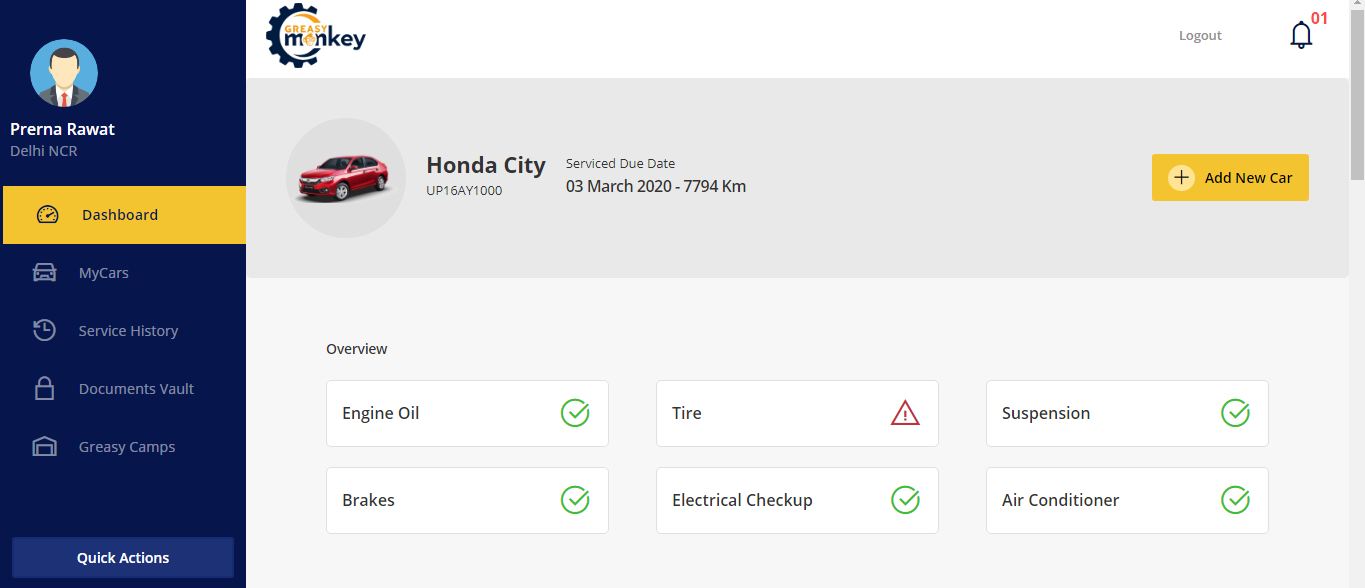 Prerna Rawat
Delhi NCR
Dashboard
MyCars
Service History
Documents Vault
Greasy Camps
Quick Actions
GREASY
monkey
Logout
01
Honda City
UP16AY1000
Serviced Due Date
03 March 2020 - 7794 Km
Add New Car
Overview
Engine Oil
Tire
Suspension
Brakes
Electrical Checkup
Air Conditioner